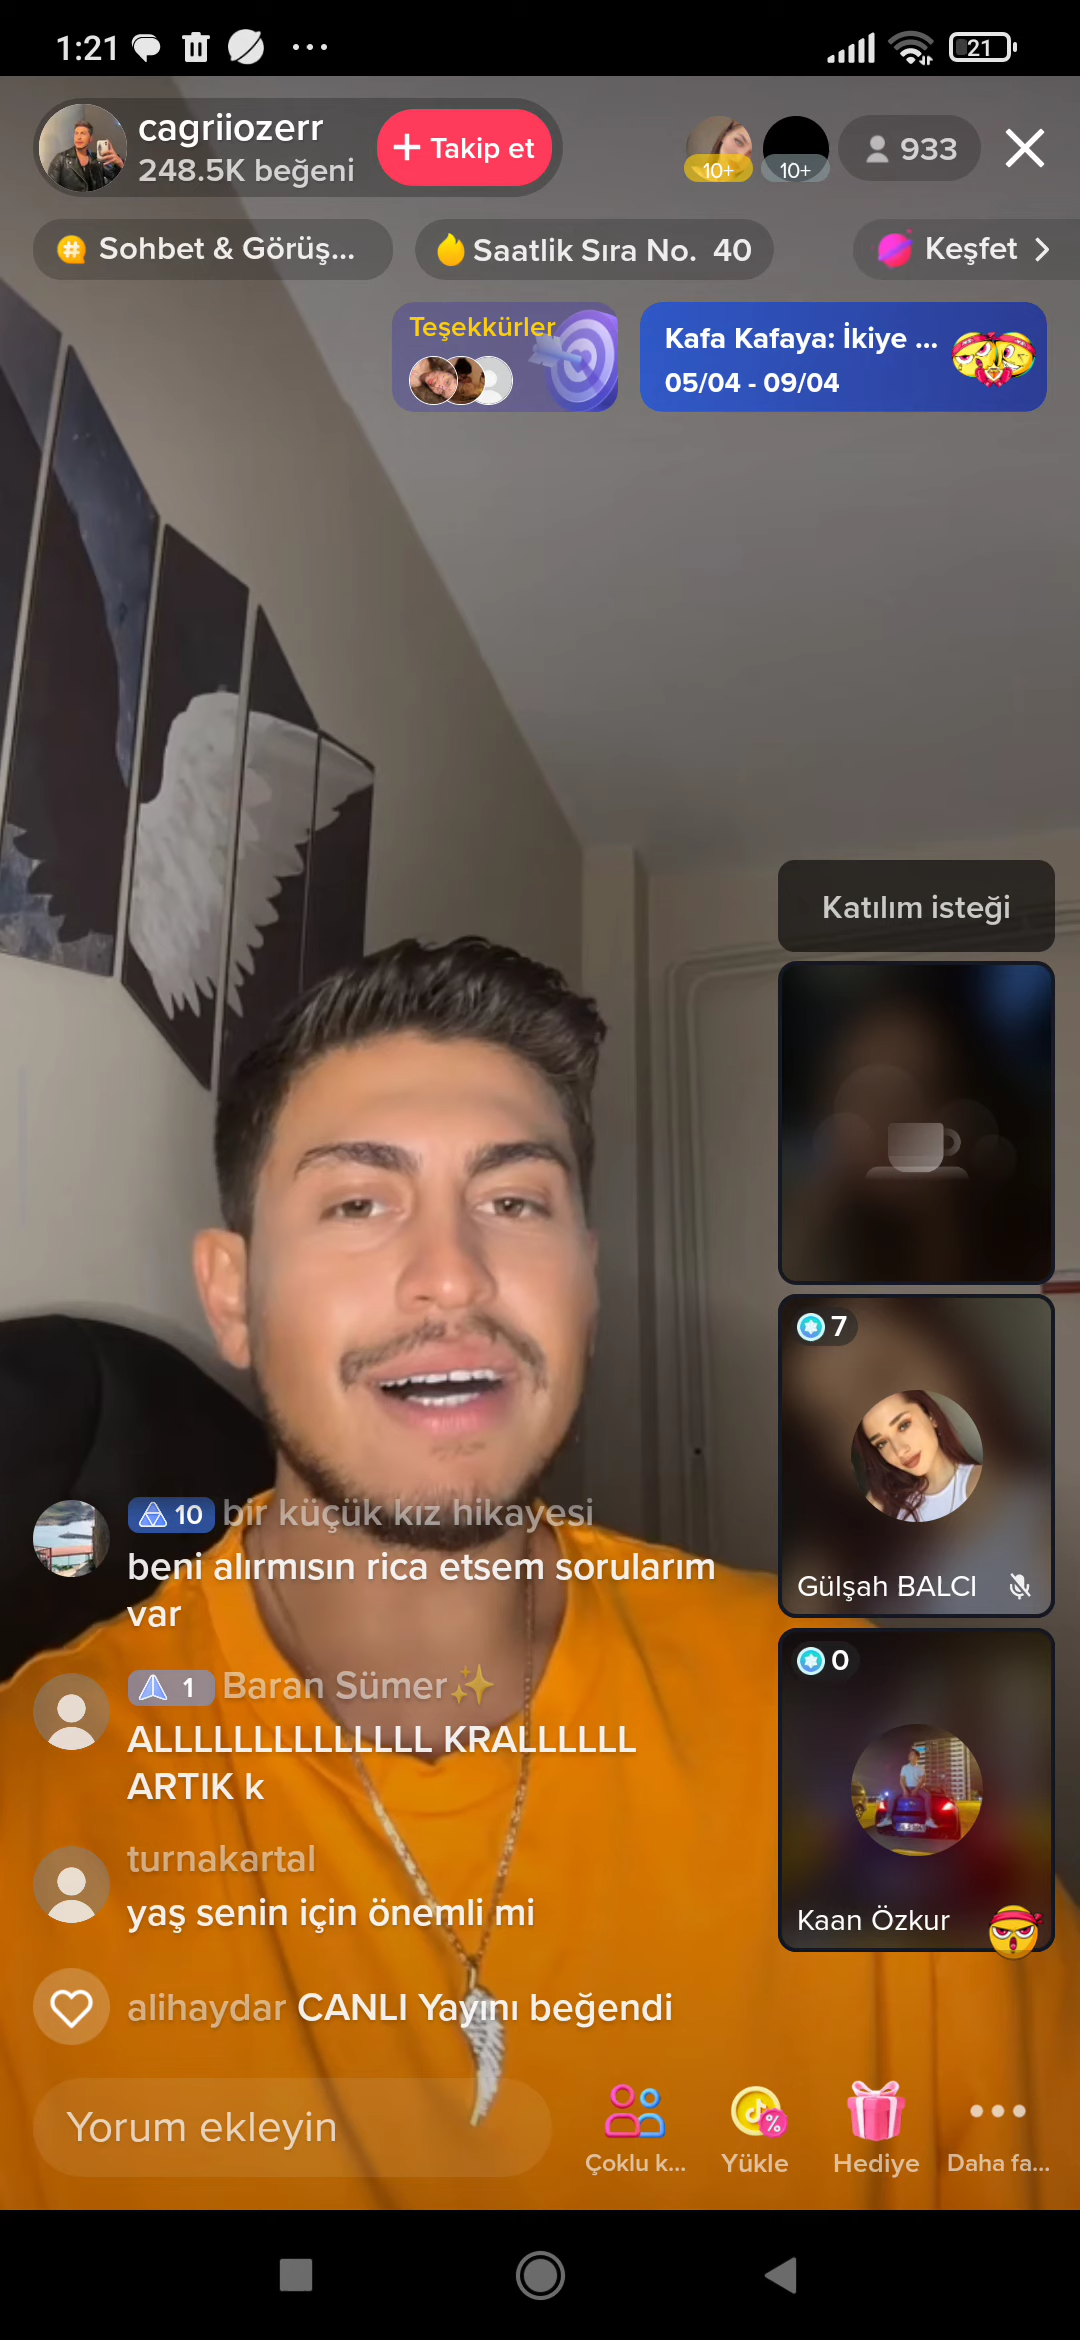 1:21
21
cagriiozerr
248.5K beğeni
+ Takip et
10+
10+
933
Sohbet & Görüş...
Saatlik Sıra No. 40
Keşfet >
Teşekkürler
Kafa Kafaya: İkiye ...
05/04 - 09/04
Katılım isteği
7
Gülşah BALCI
0
Kaan Özkur
10 bir küçük kız hikayesi
beni alırmısın rica etsem sorularım
var
1 Baran Sümer✨
ALLLLLLLLLLLLLL KRALLLLLL
ARTIK k
turnakartal
yaş senin için önemli mi
alihaydar CANLI Yayını beğendi
Yorum ekleyin
Çoklu k...
Yükle
Hediye
Daha fa...